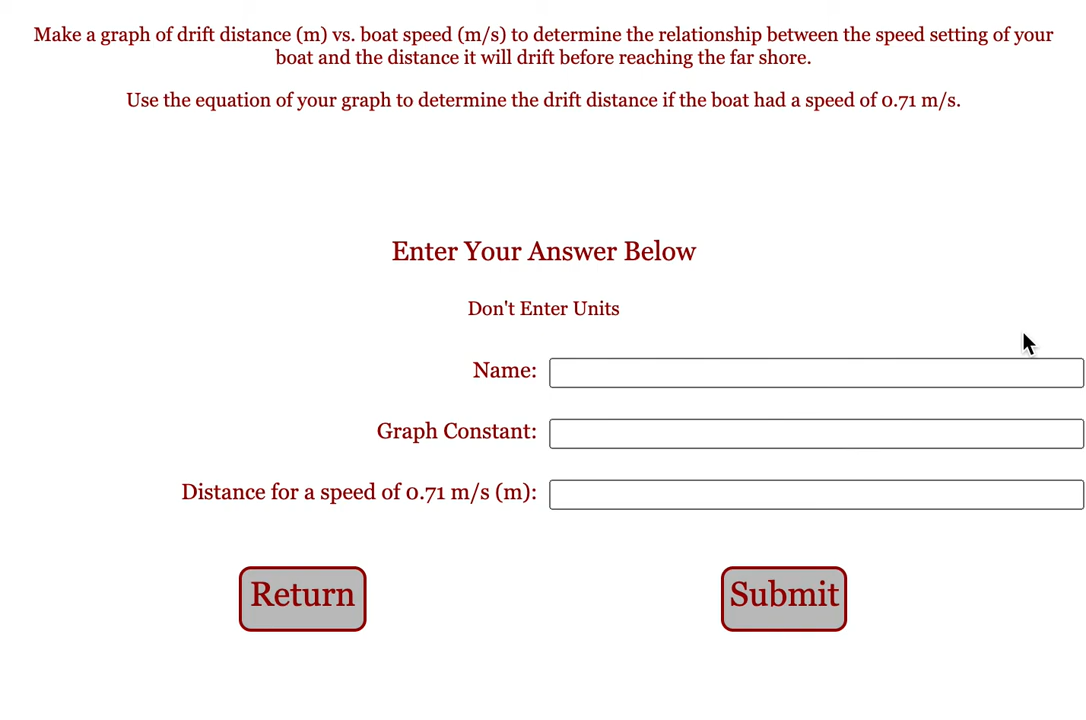 Make a graph of drift distance (m) vs. boat speed (m/s) to determine the relationship between the speed setting of your
boat and the distance it will drift before reaching the far shore.
Use the equation of your graph to determine the drift distance if the boat had a speed of 0.71 m/s.
Enter Your Answer Below
Don't Enter Units
Name:
Graph Constant:
Distance for a speed of 0.71 m/s (m):
Return Submit